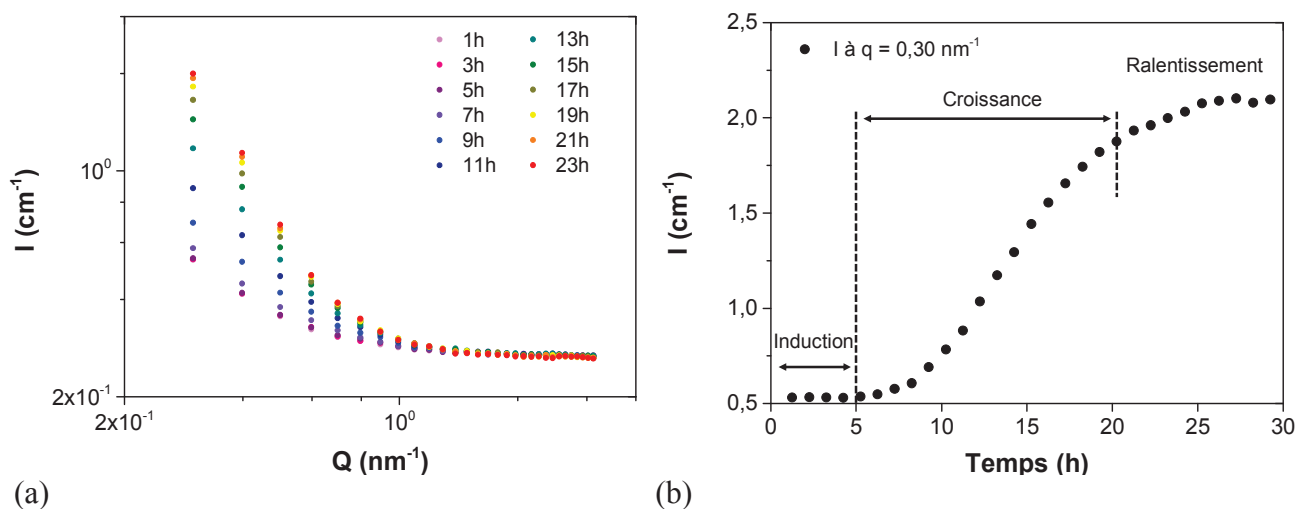 I (cm⁻¹)
10⁰
2x10⁻¹
2x10⁻¹
10⁰
Q (nm⁻¹)
1h
3h
5h
7h
9h
11h
13h
15h
17h
19h
21h
23h
(a)
I (cm⁻¹)
2,5
2,0
1,5
1,0
0,5
I à q = 0,30 nm⁻¹
Ralentissement
Croissance
Induction
0
5
10
15
20
25
30
Temps (h)
(b)